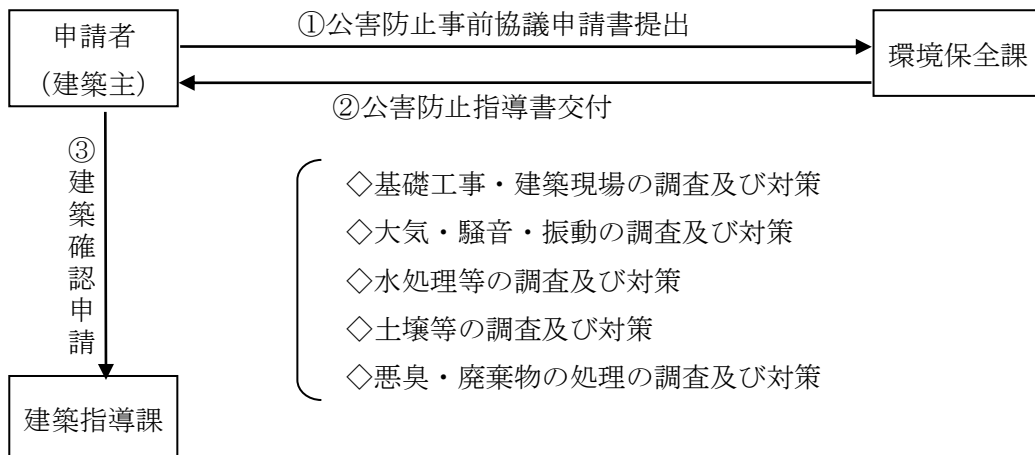 ①公害防止事前協議申請書提出
申請者
(建築主)
環境保全課
②公害防止指導書交付
③建築確認申請
◇基礎工事・建築現場の調査及び対策
◇大気・騒音・振動の調査及び対策
◇水処理等の調査及び対策
◇土壌等の調査及び対策
◇悪臭・廃棄物の処理の調査及び対策
建築指導課